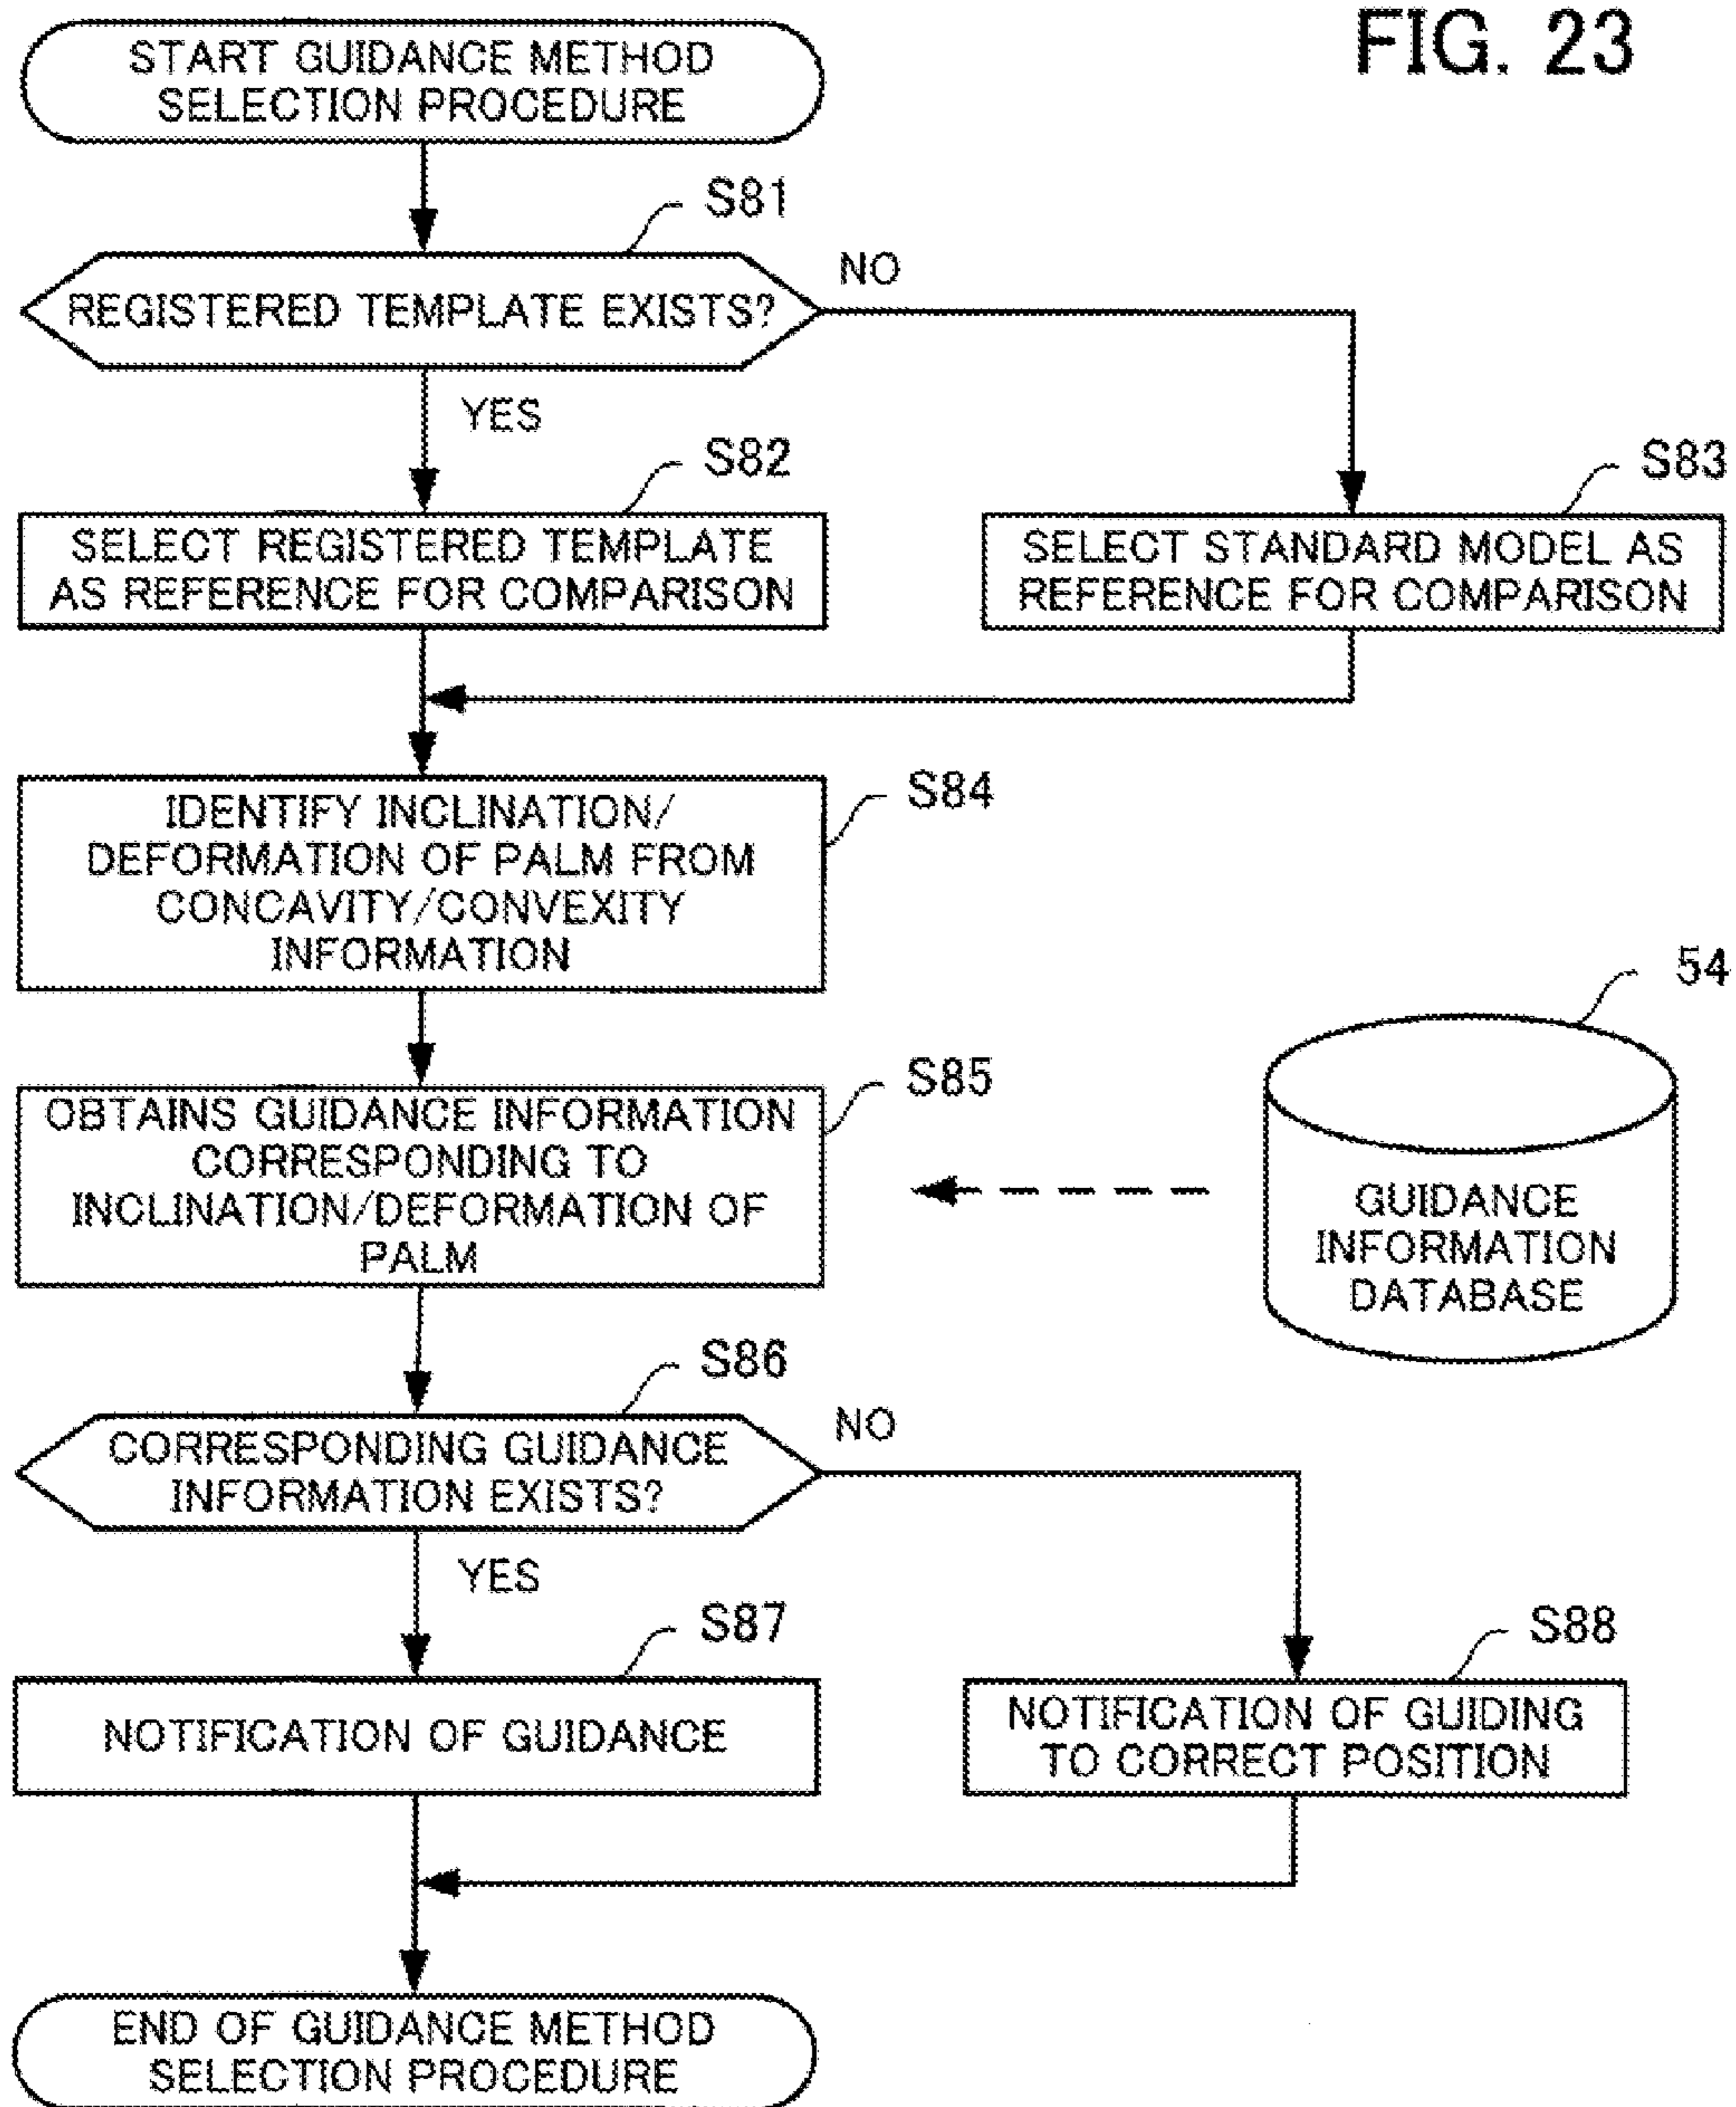 FIG. 23
START GUIDANCE METHOD
SELECTION PROCEDURE
S81
REGISTERED TEMPLATE EXISTS?
NO
YES
S82
SELECT REGISTERED TEMPLATE
AS REFERENCE FOR COMPARISON
S83
SELECT STANDARD MODEL AS
REFERENCE FOR COMPARISON
S84
IDENTIFY INCLINATION/
DEFORMATION OF PALM FROM
CONCAVITY/CONVEXITY
INFORMATION
S85
OBTAINS GUIDANCE INFORMATION
CORRESPONDING TO
INCLINATION/DEFORMATION OF
PALM
54
GUIDANCE
INFORMATION
DATABASE
S86
CORRESPONDING GUIDANCE
INFORMATION EXISTS?
NO
YES
S87
NOTIFICATION OF GUIDANCE
S88
NOTIFICATION OF GUIDING
TO CORRECT POSITION
END OF GUIDANCE METHOD
SELECTION PROCEDURE